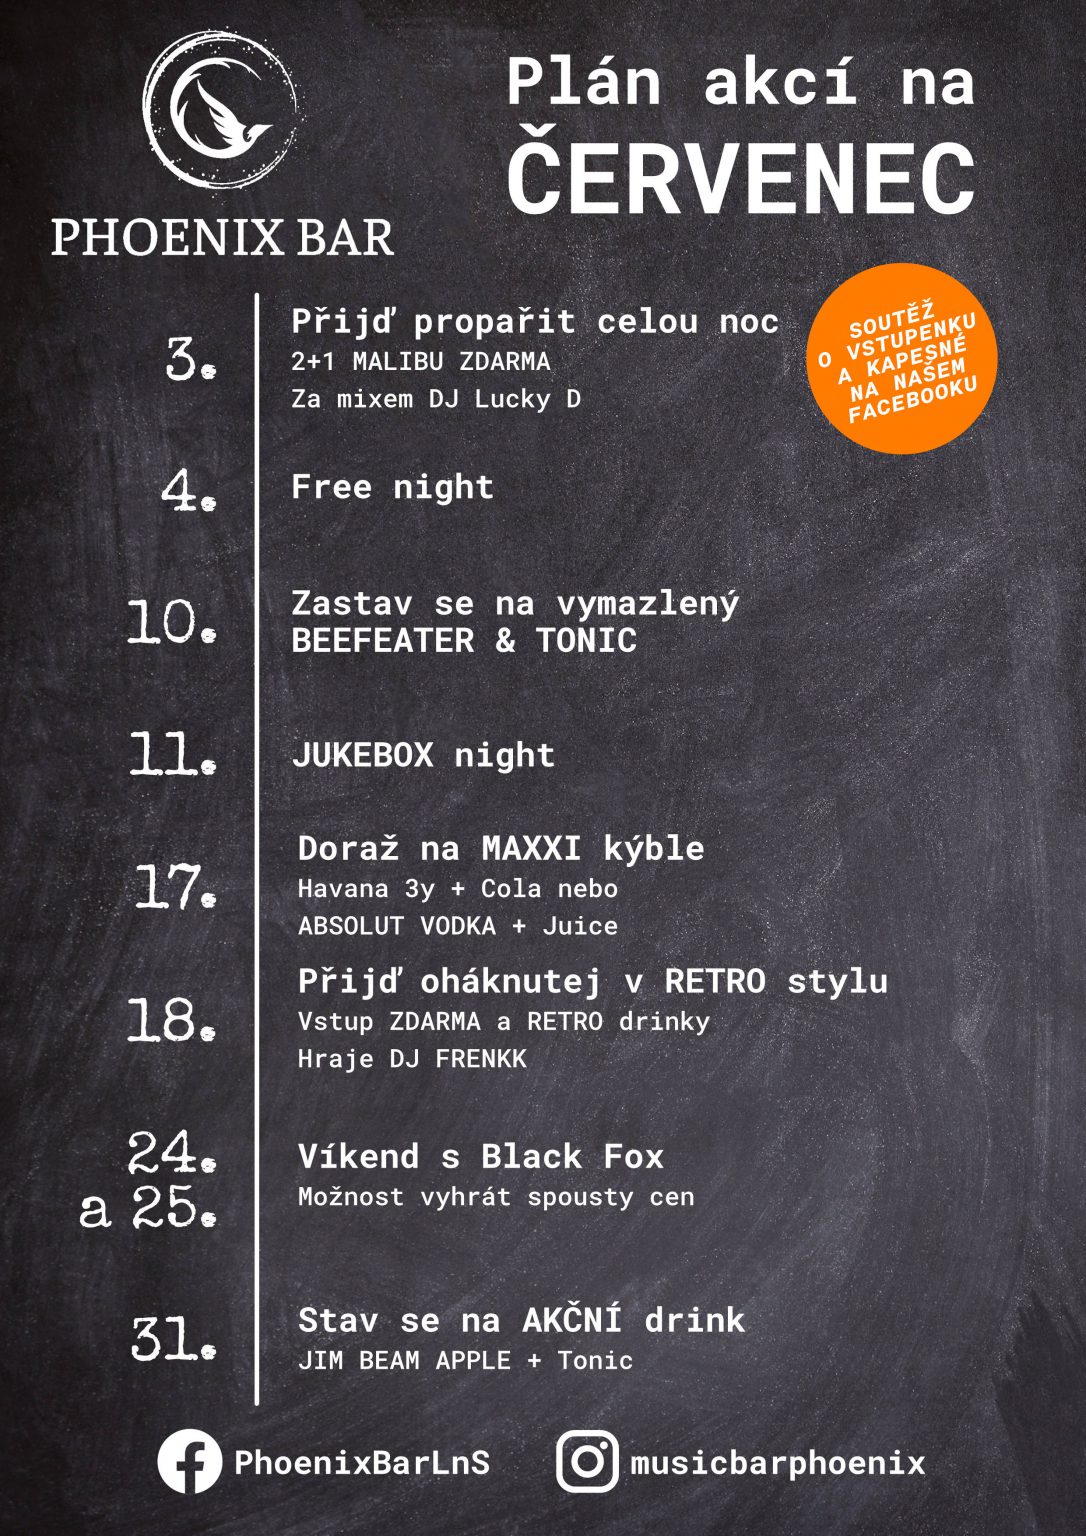 PHOENIX BAR
Plán akcí na
ČERVENEC
SOUTĚŽ
O VSTUPENKU
A KAPESNÉ
NA NAŠEM
FACEBOOKU
3.
Přijď propařit celou noc
2+1 MALIBU ZDARMA
Za mixem DJ Lucky D
4.
Free night
10.
Zastav se na vymazlený
BEEFEATER & TONIC
11.
JUKEBOX night
17.
Doraž na MAXXI kýble
Havana 3y + Cola nebo
ABSOLUT VODKA + Juice
18.
Přijď oháknutej v RETRO stylu
Vstup ZDARMA a RETRO drinky
Hraje DJ FRENKK
24.
a 25.
Víkend s Black Fox
Možnost vyhrát spousty cen
31.
Stav se na AKČNÍ drink
JIM BEAM APPLE + Tonic
PhoenixBarLnS
musicbarphoenix